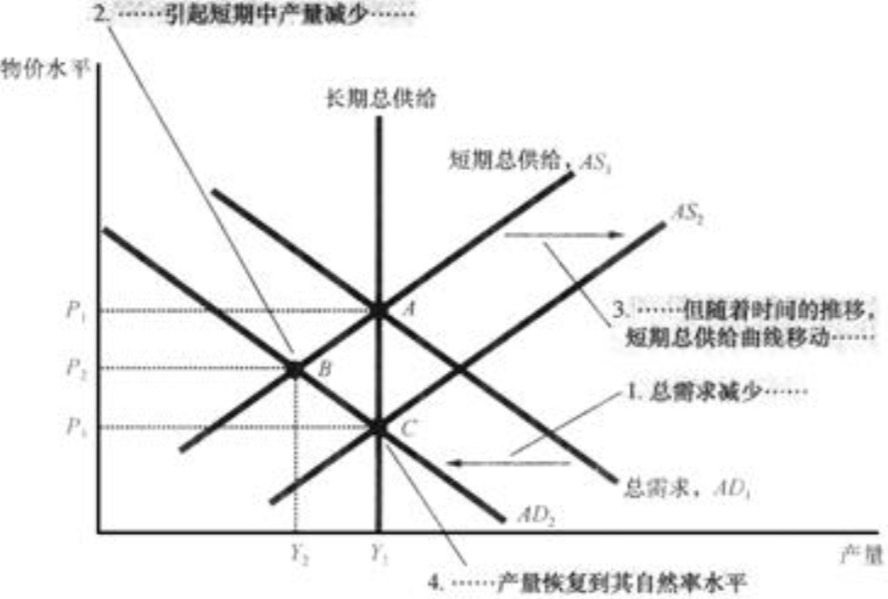 2. ……引起短期中产量减少……
物价水平
长期总供给
短期总供给，AS₁
AS₂
P₁
A
3. ……但随着时间的推移，
短期总供给曲线移动……
P₂
B
1. 总需求减少……
P₃
C
总需求，AD₁
AD₂
Y₂
Y₁
产量
4. ……产量恢复到其自然率水平